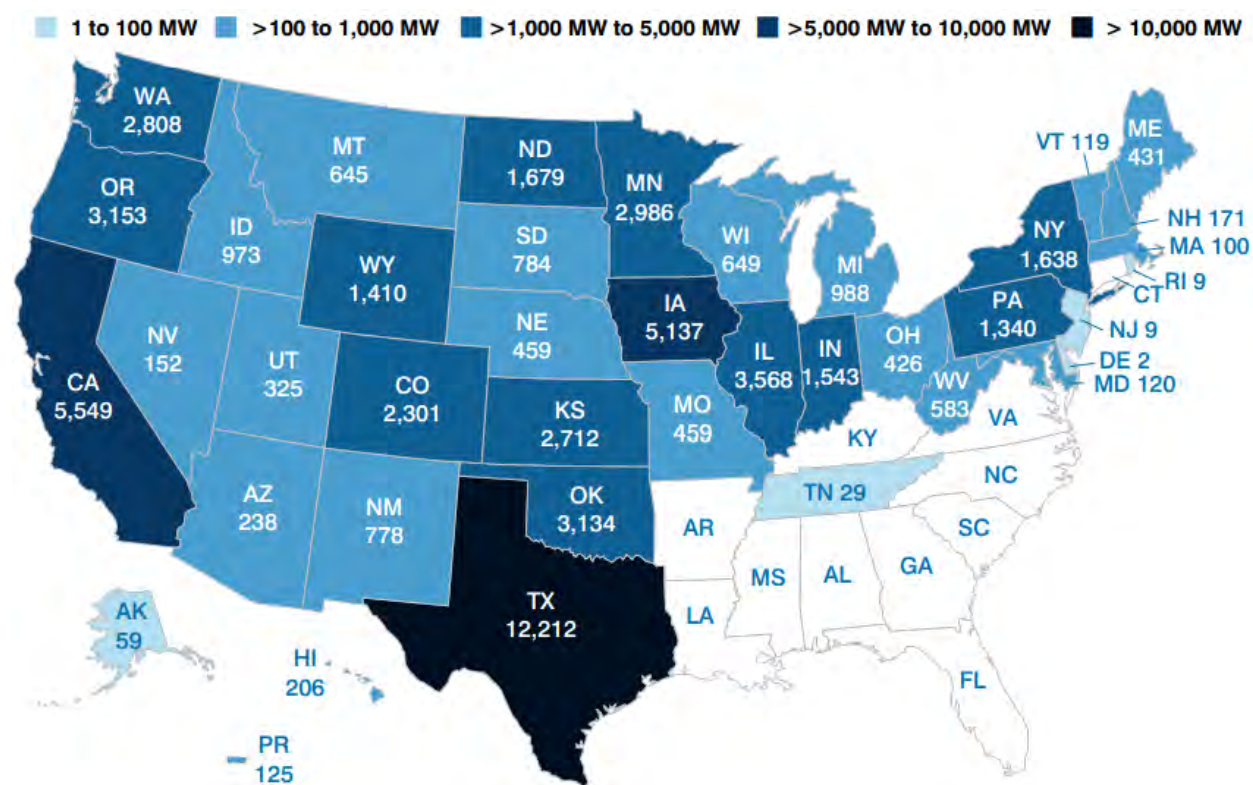 1 to 100 MW >100 to 1,000 MW >1,000 MW to 5,000 MW >5,000 MW to 10,000 MW > 10,000 MW
WA
2,808
MT
645
ND
1,679
MN
2,986
VT 119
ME
431
OR
3,153
ID
973
SD
784
WI
649
MI
988
NY
1,638
NH 171
MA 100
RI 9
CT
WY
1,410
IA
5,137
PA
1,340
NJ 9
DE 2
MD 120
NV
152
UT
325
NE
459
IL
3,568
IN
1,543
OH
426
WV
583
CA
5,549
CO
2,301
KS
2,712
MO
459
KY
VA
AZ
238
NM
778
OK
3,134
AR
TN 29
NC
SC
TX
12,212
LA
MS
AL
GA
FL
AK
59
HI
206
PR
125